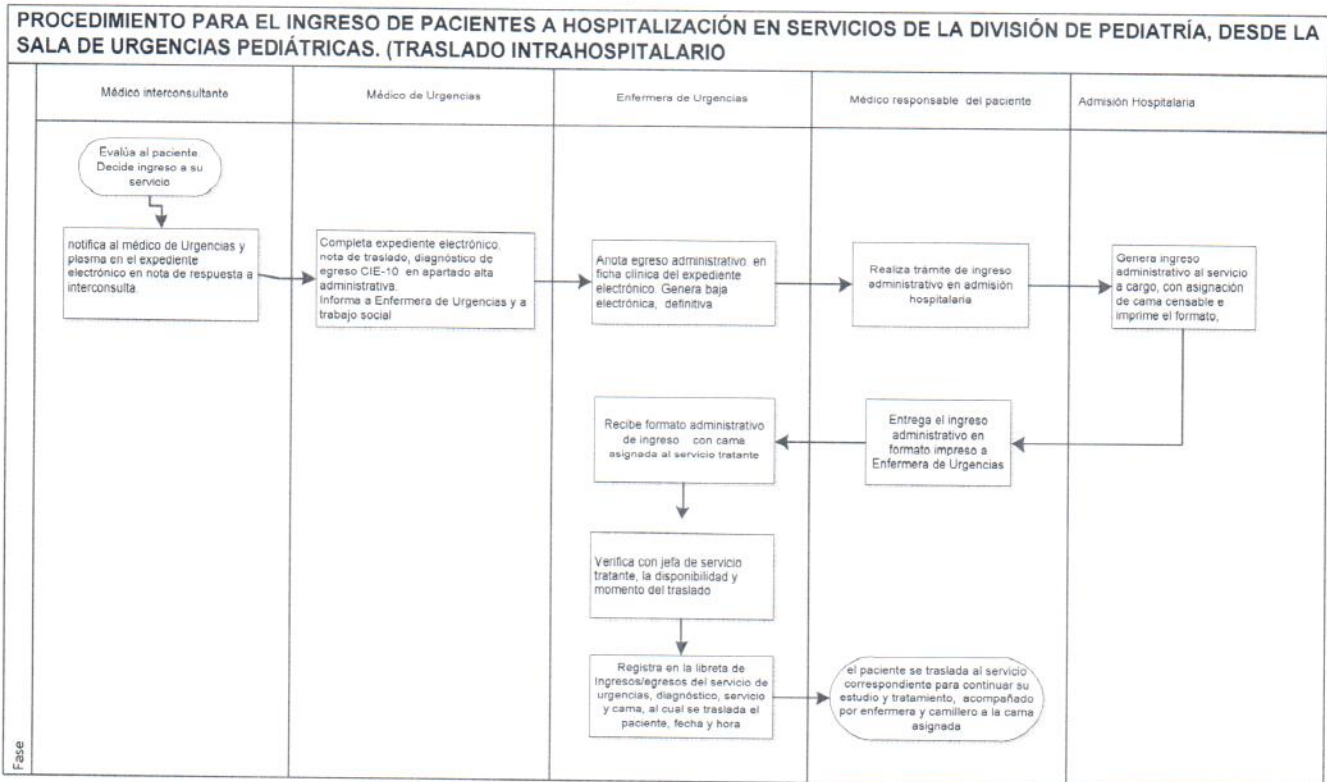 PROCEDIMIENTO PARA EL INGRESO DE PACIENTES A HOSPITALIZACIÓN EN SERVICIOS DE LA DIVISIÓN DE PEDIATRÍA, DESDE LA
SALA DE URGENCIAS PEDIÁTRICAS. (TRASLADO INTRAHOSPITALARIO
Médico interconsultante
Médico de Urgencias
Enfermera de Urgencias
Médico responsable del paciente
Admisión Hospitalaria
Evalúa al paciente.
Decide ingreso a su
servicio
notifica al médico de Urgencias y
plasma en el expediente
electrónico en nota de respuesta a
interconsulta.
Completa expediente electrónico,
nota de traslado, diagnóstico de
egreso CIE-10 en apartado alta
administrativa.
Informa a Enfermera de Urgencias y a
trabajo social
Anota egreso administrativo en
ficha clínica del expediente
electrónico. Genera baja
electrónica, definitiva
Realiza trámite de ingreso
administrativo en admisión
hospitalaria
Genera ingreso
administrativo al servicio
a cargo, con asignación
de cama censable e
imprime el formato,
Entrega el ingreso
administrativo en
formato impreso a
Enfermera de Urgencias
Recibe formato administrativo
de ingreso con cama
asignada al servicio tratante
Verifica con jefa de servicio
tratante, la disponibilidad y
momento del traslado
Registra en la libreta de
Ingresos/egresos del servicio de
urgencias, diagnóstico, servicio
y cama, al cual se traslada el
paciente, fecha y hora
el paciente se traslada al servicio
correspondiente para continuar su
estudio y tratamiento, acompañado
por enfermera y camillero a la cama
asignada
Fase